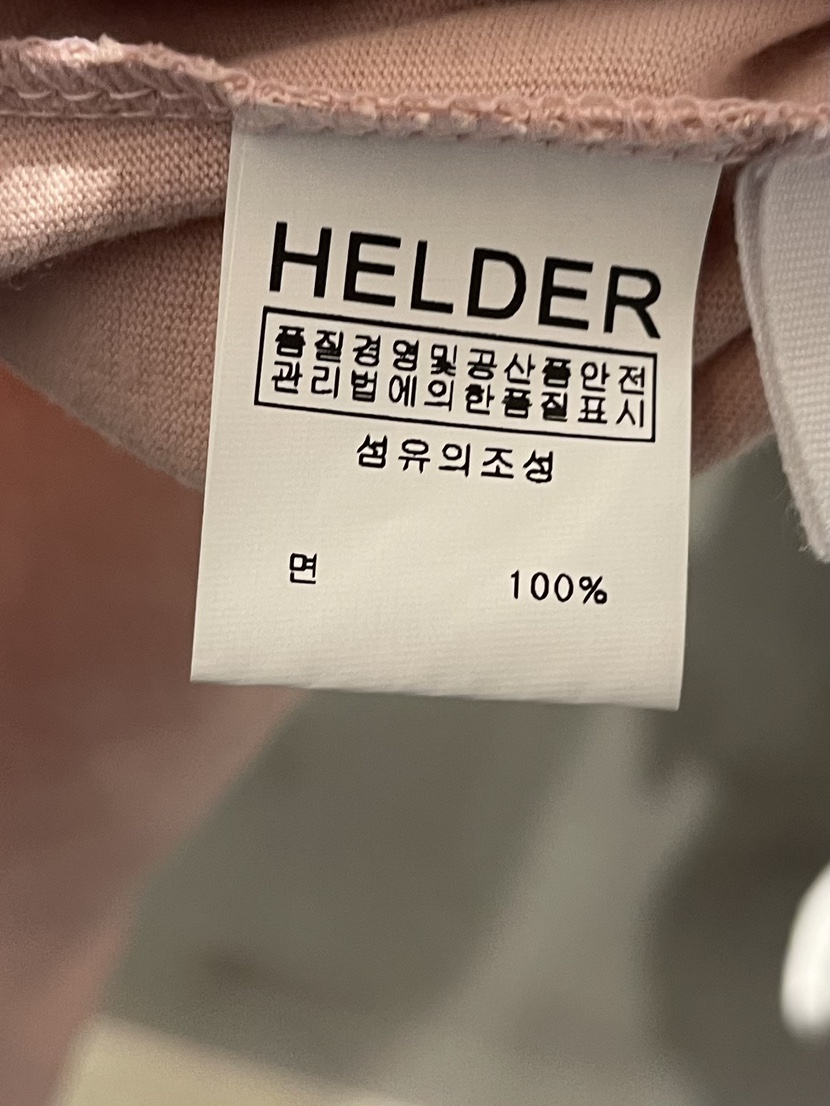 HELDER
품질경영및공산품안전
관리법에의한품질표시
섬유의조성
면 100%